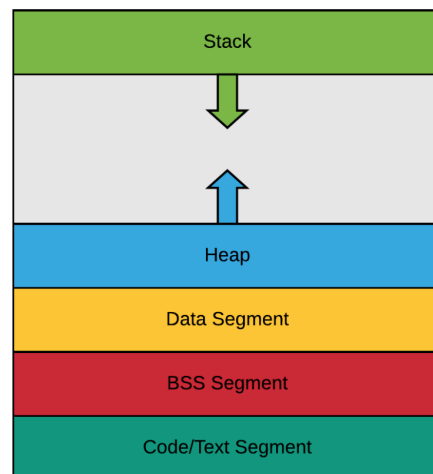 Stack
Heap
Data Segment
BSS Segment
Code/Text Segment